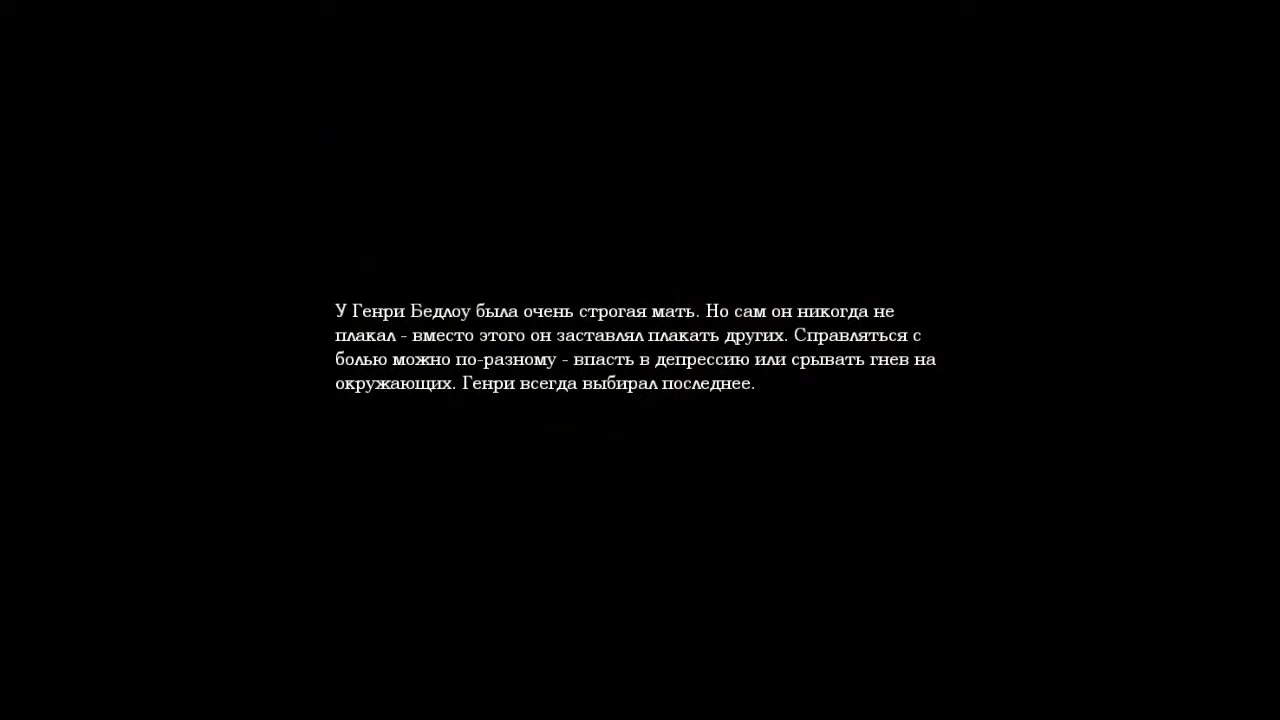 У Генри Бедлоу была очень строгая мать. Но сам он никогда не
плакал - вместо этого он заставлял плакать других. Справляться с
болью можно по-разному - впасть в депрессию или срывать гнев на
окружающих. Генри всегда выбирал последнее.